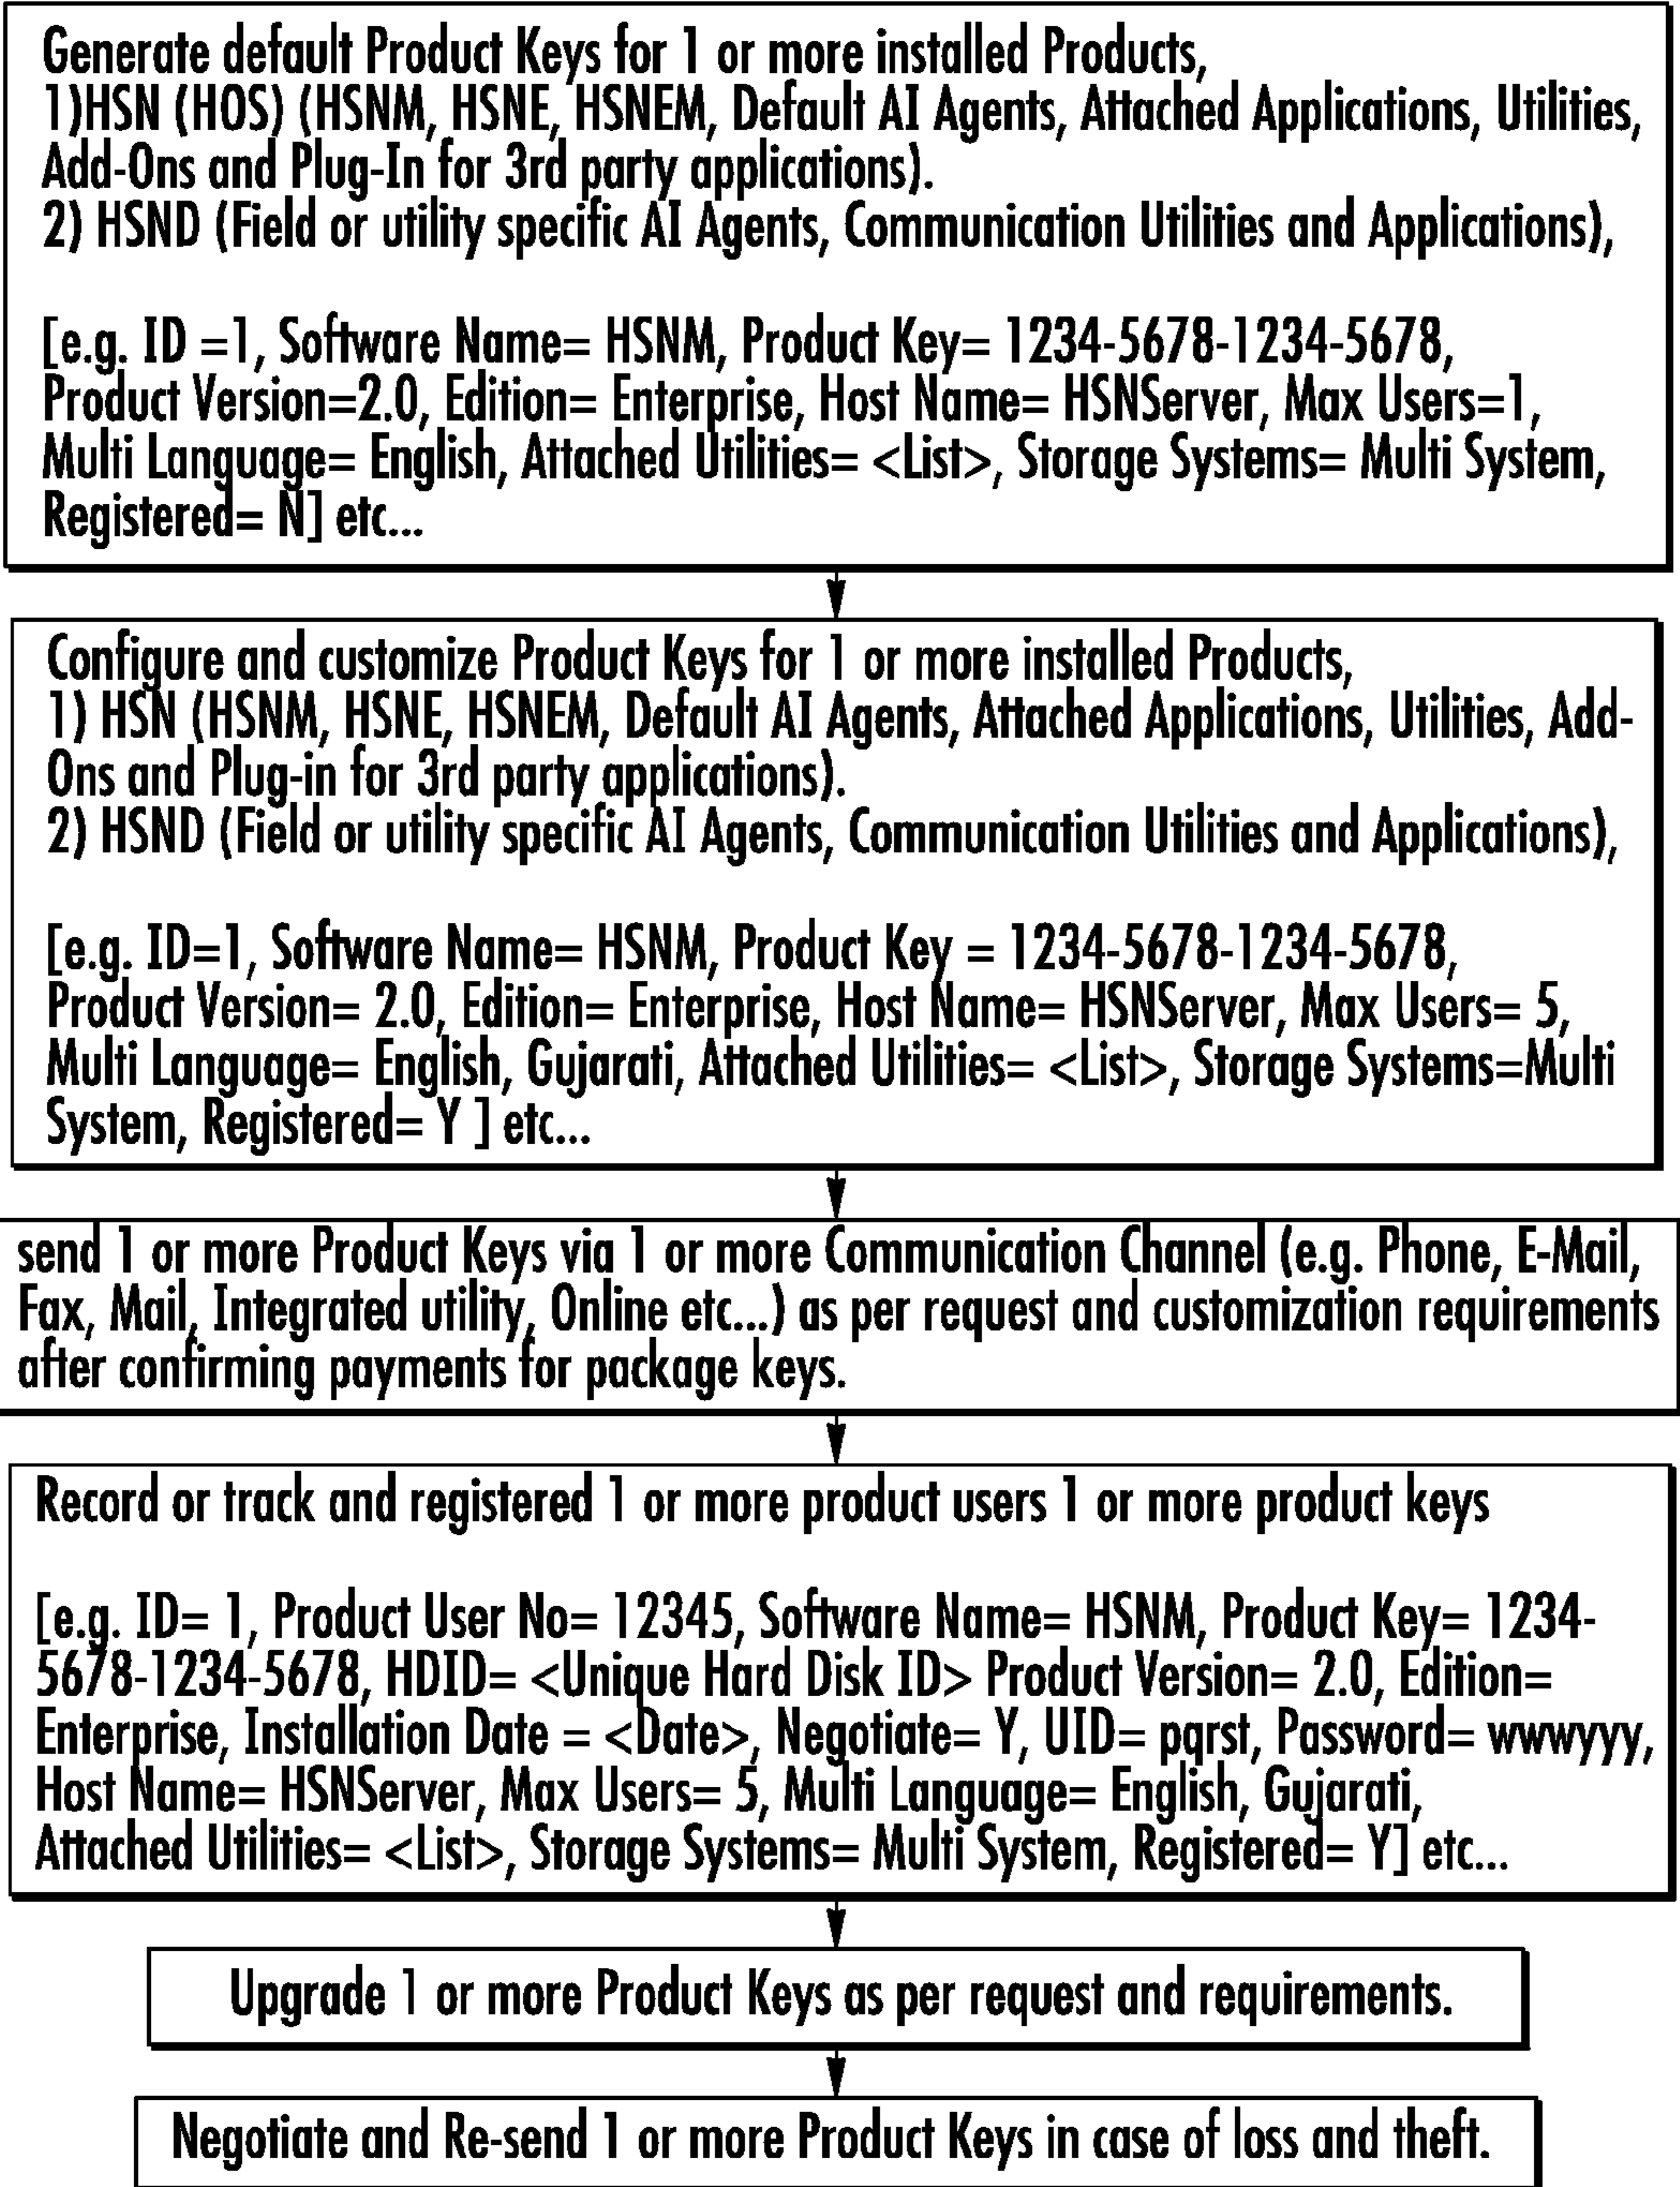 Generate default Product Keys for 1 or more installed Products,
1)HSN (HOS) (HSNM, HSNE, HSNEM, Default AI Agents, Attached Applications, Utilities,
Add-Ons and Plug-In for 3rd party applications).
2) HSND (Field or utility specific AI Agents, Communication Utilities and Applications),
[e.g. ID =1, Software Name= HSNM, Product Key= 1234-5678-1234-5678,
Product Version=2.0, Edition= Enterprise, Host Name= HSNServer, Max Users=1,
Multi Language= English, Attached Utilities= <List>, Storage Systems= Multi System,
Registered= N] etc...
Configure and customize Product Keys for 1 or more installed Products,
1) HSN (HSNM, HSNE, HSNEM, Default AI Agents, Attached Applications, Utilities, Add-
Ons and Plug-in for 3rd party applications).
2) HSND (Field or utility specific AI Agents, Communication Utilities and Applications),
[e.g. ID=1, Software Name= HSNM, Product Key = 1234-5678-1234-5678,
Product Version= 2.0, Edition= Enterprise, Host Name= HSNServer, Max Users= 5,
Multi Language= English, Gujarati, Attached Utilities= <List>, Storage Systems=Multi
System, Registered= Y ] etc...
send 1 or more Product Keys via 1 or more Communication Channel (e.g. Phone, E-Mail,
Fax, Mail, Integrated utility, Online etc...) as per request and customization requirements
after confirming payments for package keys.
Record or track and registered 1 or more product users 1 or more product keys
[e.g. ID= 1, Product User No= 12345, Software Name= HSNM, Product Key= 1234-
5678-1234-5678, HDID= <Unique Hard Disk ID> Product Version= 2.0, Edition=
Enterprise, Installation Date = <Date>, Negotiate= Y, UID= pqrst, Password= wwwyyy,
Host Name= HSNServer, Max Users= 5, Multi Language= English, Gujarati,
Attached Utilities= <List>, Storage Systems= Multi System, Registered= Y] etc...
Upgrade 1 or more Product Keys as per request and requirements.
Negotiate and Re-send 1 or more Product Keys in case of loss and theft.